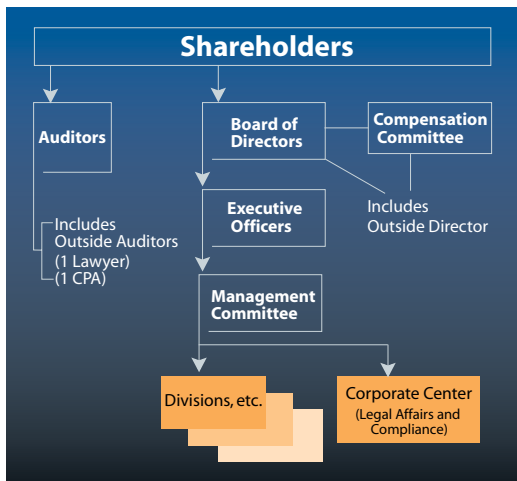 Shareholders
Auditors
Board of
Directors
Compensation
Committee
Includes
Outside Auditors
(1 Lawyer)
(1 CPA)
Executive
Officers
Includes
Outside Director
Management
Committee
Divisions, etc.
Corporate Center
(Legal Affairs and
Compliance)